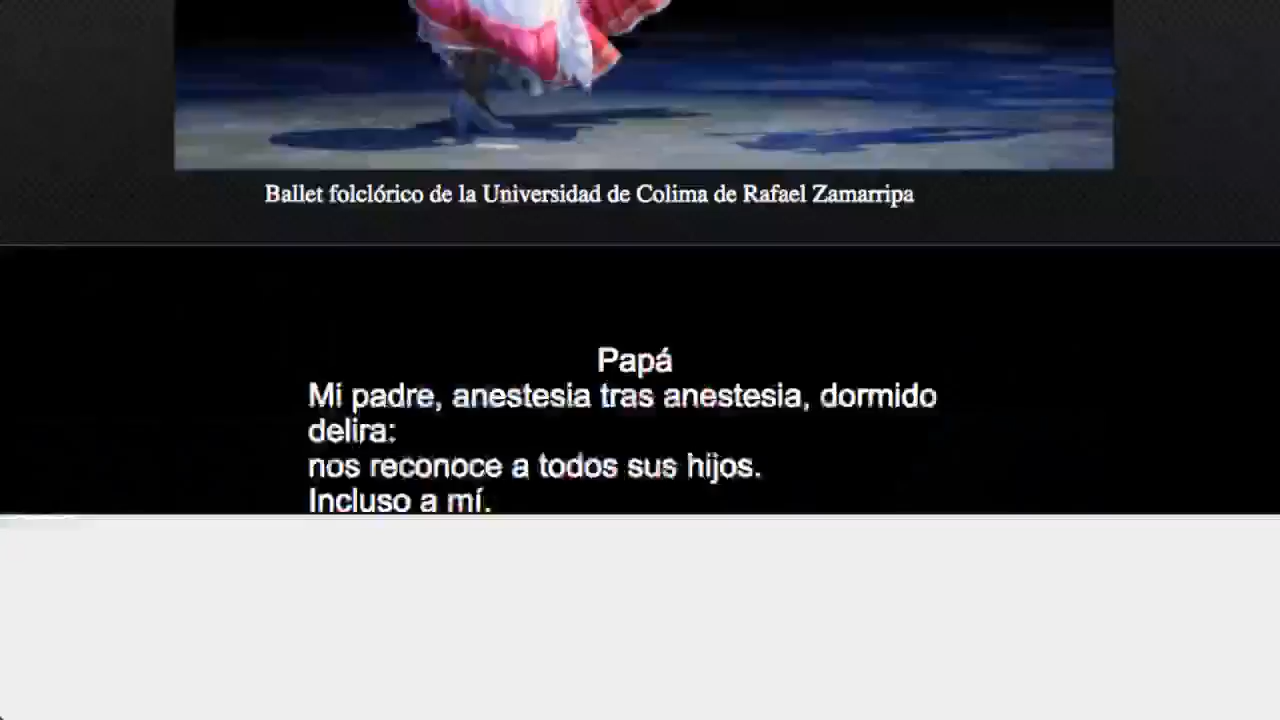 Ballet folclórico de la Universidad de Colima de Rafael Zamarripa
Papá
Mi padre, anestesia tras anestesia, dormido
delira:
nos reconoce a todos sus hijos.
Incluso a mí.